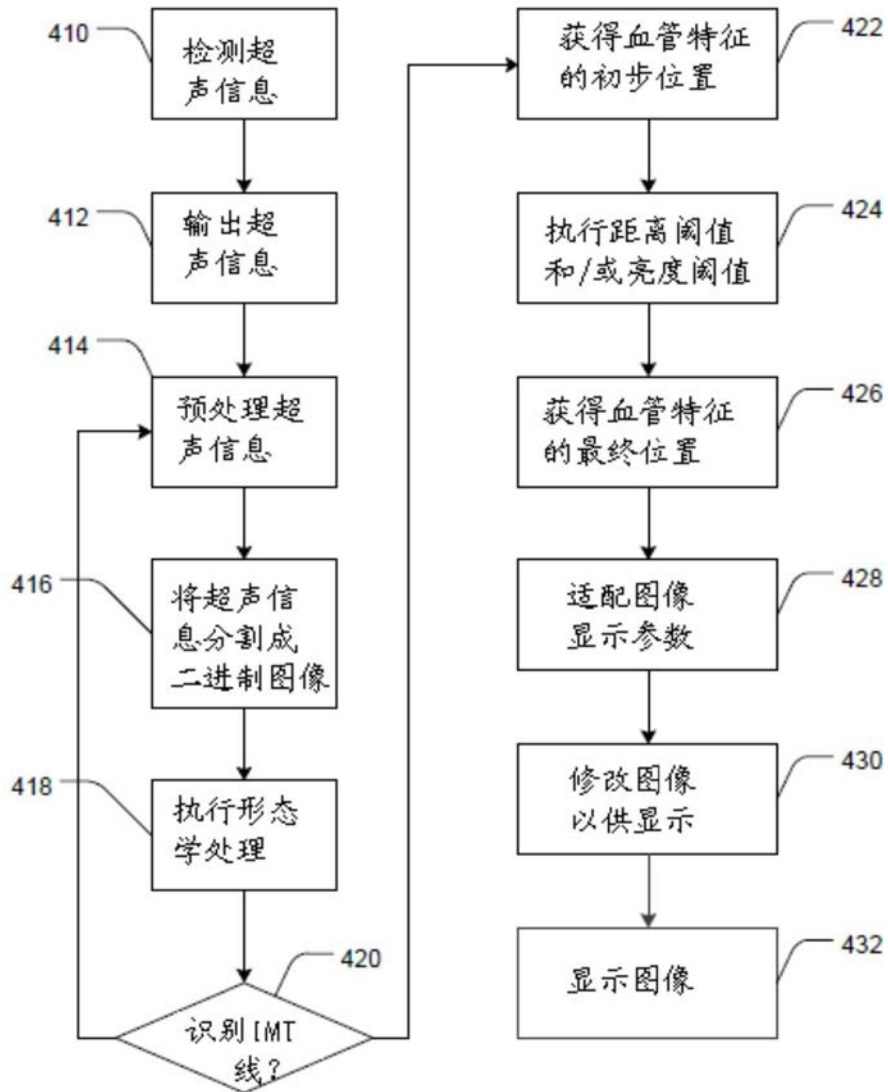 410
检测超
声信息
412
输出超
声信息
414
预处理超
声信息
416
将超声信
息分割成
二进制图像
418
执行形态
学处理
420
识别IMT
线?
422
获得血管特征
的初步位置
424
执行距离阈值
和/或亮度阈值
426
获得血管特征
的最终位置
428
适配图像
显示参数
430
修改图像
以供显示
432
显示图像